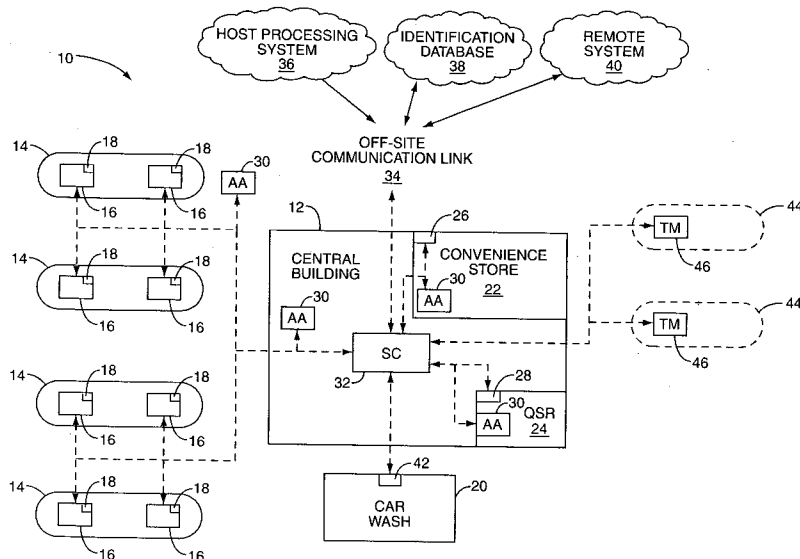 HOST PROCESSING
SYSTEM
36
IDENTIFICATION
DATABASE
38
REMOTE
SYSTEM
40
10
OFF-SITE
COMMUNICATION LINK
34
14
18
18
16
16
30
AA
14
18
18
16
16
12
CENTRAL
BUILDING
30
AA
26
CONVENIENCE
STORE
22
30
AA
SC
32
28
QSR
24
30
AA
44
TM
46
44
TM
46
14
18
18
16
16
14
18
18
16
16
42
CAR
WASH
20